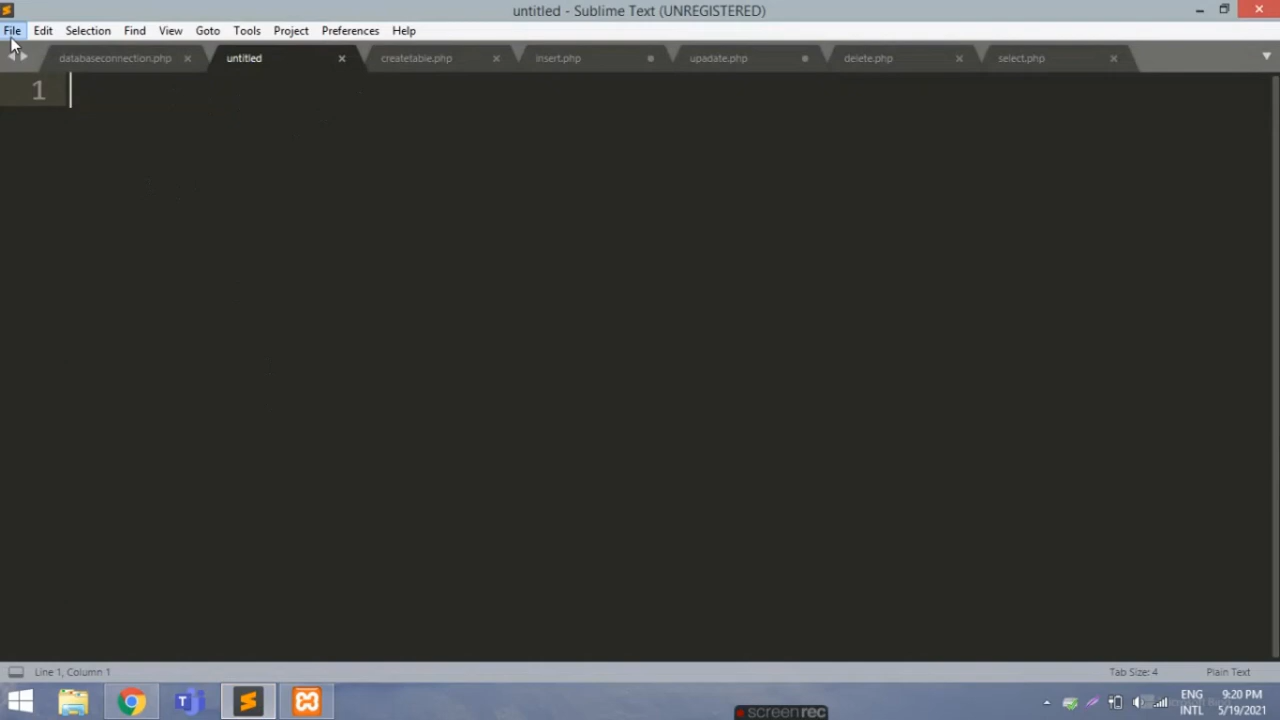 untitled - Sublime Text (UNREGISTERED)
File Edit Selection Find View Goto Tools Project Preferences Help
databaseconnection.php untitled createtable.php insert.php upadate.php delete.php select.php
1
Line 1, Column 1 Tab Size: 4 Plain Text
ENG 9:20 PM
INTL 5/19/2021
screenrec